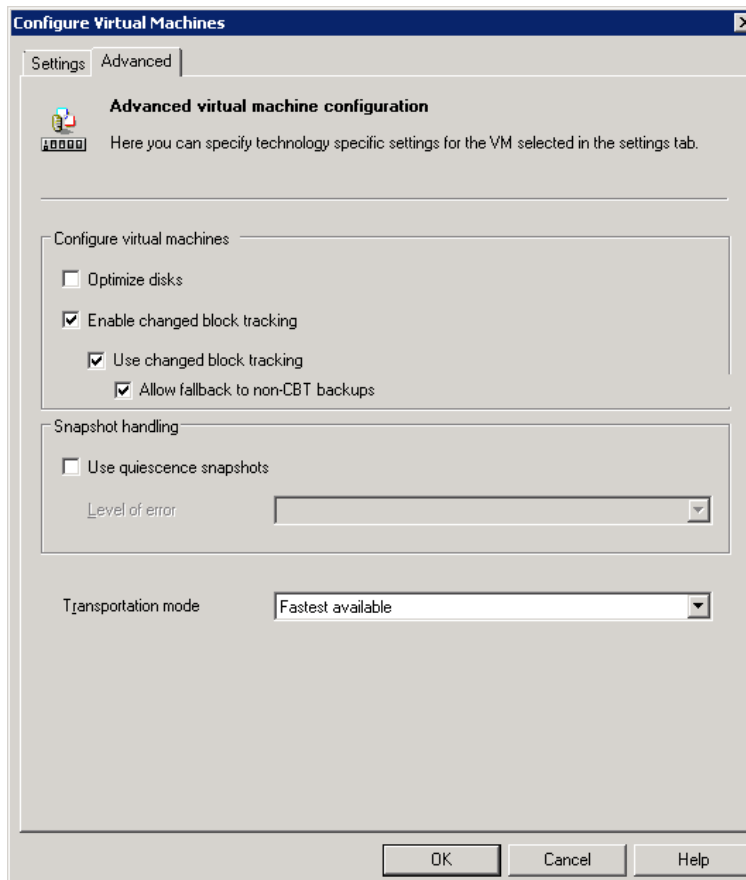 Configure Virtual Machines
Settings
Advanced
Advanced virtual machine configuration
Here you can specify technology specific settings for the VM selected in the settings tab.
Configure virtual machines
Optimize disks
Enable changed block tracking
Use changed block tracking
Allow fallback to non-CBT backups
Snapshot handling
Use quiescence snapshots
Level of error
Transportation mode
Fastest available
OK
Cancel
Help